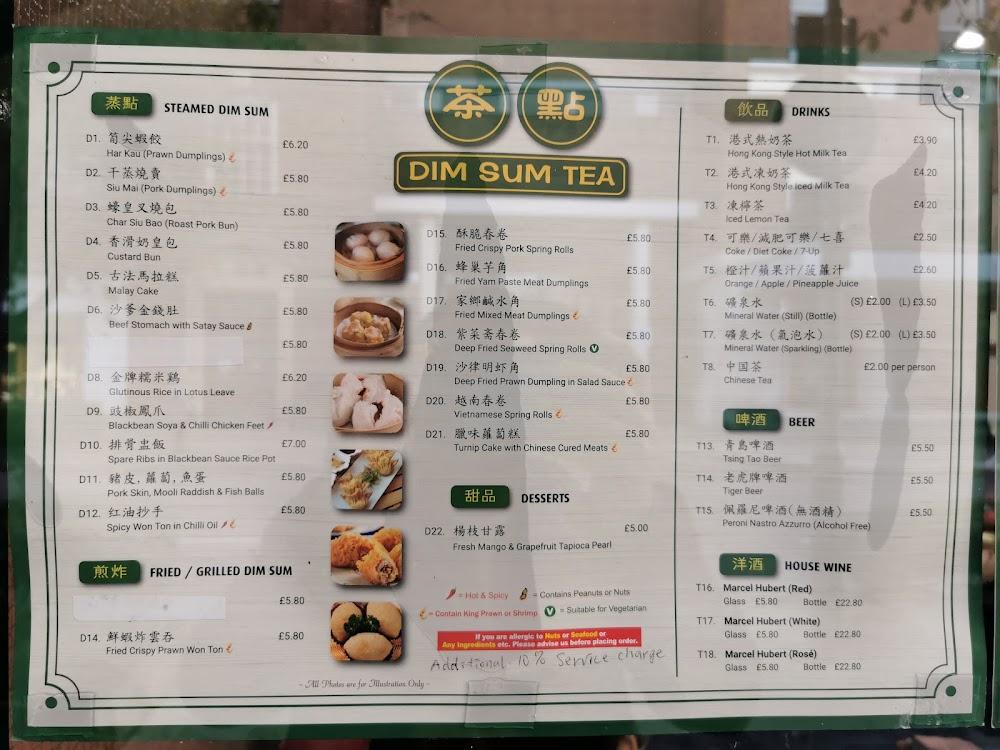 茶 點
DIM SUM TEA
蒸點 STEAMED DIM SUM
D1. 筍尖蝦餃 £6.20
Har Kau (Prawn Dumplings)
D2. 干蒸燒賣 £5.80
Siu Mai (Pork Dumplings)
D3. 蠔皇叉燒包 £5.80
Char Siu Bao (Roast Pork Bun)
D4. 香滑奶皇包 £5.80
Custard Bun
D5. 古法馬拉糕 £5.80
Malay Cake
D6. 沙爹金錢肚 £5.80
Beef Stomach with Satay Sauce
£5.80
D8. 金牌糯米鷄 £6.20
Glutinous Rice in Lotus Leave
D9. 豉椒鳳爪 £5.80
Blackbean Soya & Chilli Chicken Feet
D10. 排骨盅飯 £7.00
Spare Ribs in Blackbean Sauce Rice Pot
D11. 豬皮, 蘿蔔, 魚蛋 £5.80
Pork Skin, Mooli Raddish & Fish Balls
D12. 红油抄手 £5.80
Spicy Won Ton in Chilli Oil
煎炸 FRIED / GRILLED DIM SUM
£5.80
D14. 鮮蝦炸雲吞 £5.80
Fried Crispy Prawn Won Ton
D15. 酥脆春卷 £5.80
Fried Crispy Pork Spring Rolls
D16. 蜂巢芋角 £5.80
Fried Yam Paste Meat Dumplings
D17. 家鄉鹹水角 £5.80
Fried Mixed Meat Dumplings
D18. 紫菜斋春卷 £5.80
Deep Fried Seaweed Spring Rolls V
D19. 沙律明虾角 £5.80
Deep Fried Prawn Dumpling in Salad Sauce
D20. 越南春卷 £5.80
Vietnamese Spring Rolls
D21. 臘味蘿蔔糕 £5.80
Turnip Cake with Chinese Cured Meats
甜品 DESSERTS
D22. 楊枝甘露 £5.00
Fresh Mango & Grapefruit Tapioca Pearl
= Hot & Spicy = Contains Peanuts or Nuts
= Contain King Prawn or Shrimp V = Suitable for Vegetarian
If you are allergic to Nuts or Seafood or
Any Ingredients etc. Please advise us before placing order.
Additional 10% Service charge
~ All Photos are for Illustration Only ~
飲品 DRINKS
T1. 港式熱奶茶 £3.90
Hong Kong Style Hot Milk Tea
T2. 港式凍奶茶 £4.20
Hong Kong Style Iced Milk Tea
T3. 凍檸茶 £4.20
Iced Lemon Tea
T4. 可樂/減肥可樂/七喜 £2.50
Coke / Diet Coke / 7-Up
T5. 橙汁/蘋果汁/菠蘿汁 £2.60
Orange / Apple / Pineapple Juice
T6. 礦泉水 (S) £2.00 (L) £3.50
Mineral Water (Still) (Bottle)
T7. 礦泉水 (氣泡水) (S) £2.00 (L) £3.50
Mineral Water (Sparkling) (Bottle)
T8. 中国茶 £2.00 per person
Chinese Tea
啤酒 BEER
T13. 青島啤酒 £5.50
Tsing Tao Beer
T14. 老虎牌啤酒 £5.50
Tiger Beer
T15. 佩羅尼啤酒(無酒精) £5.50
Peroni Nastro Azzurro (Alcohol Free)
洋酒 HOUSE WINE
T16. Marcel Hubert (Red)
Glass £5.80 Bottle £22.80
T17. Marcel Hubert (White)
Glass £5.80 Bottle £22.80
T18. Marcel Hubert (Rosé)
Glass £5.80 Bottle £22.80